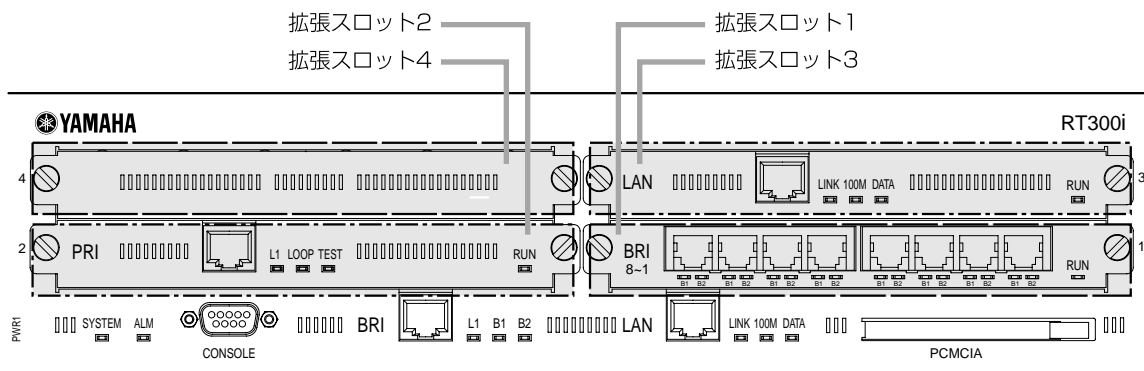 拡張スロット2
拡張スロット1
拡張スロット4
拡張スロット3
YAMAHA
RT300i
4
LAN
LINK 100M DATA
RUN
3
2
PRI
L1 LOOP TEST
RUN
BRI
8~1
B1 B2 B1 B2 B1 B2 B1 B2 B1 B2 B1 B2 B1 B2 B1 B2
RUN
1
PWR1
SYSTEM ALM
CONSOLE
BRI
L1 B1 B2
LAN
LINK 100M DATA
PCMCIA